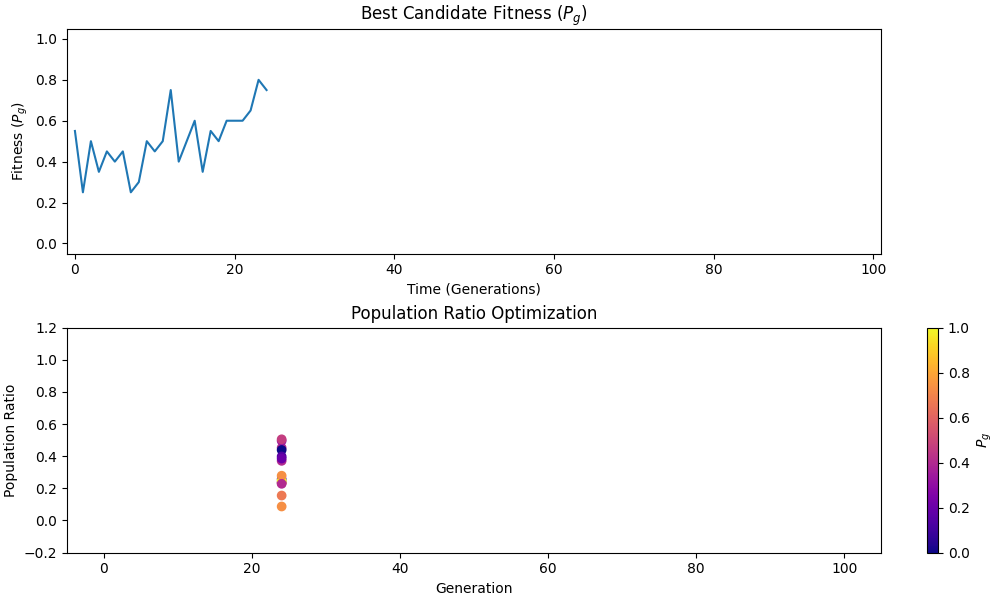 Best Candidate Fitness (P_g)
Fitness (P_g)
1.0
0.8
0.6
0.4
0.2
0.0
0 20 40 60 80 100
Time (Generations)
Population Ratio Optimization
Population Ratio
1.2
1.0
0.8
0.6
0.4
0.2
0.0
−0.2
0 20 40 60 80 100
Generation
1.0
0.8
0.6
0.4
0.2
0.0
P_g